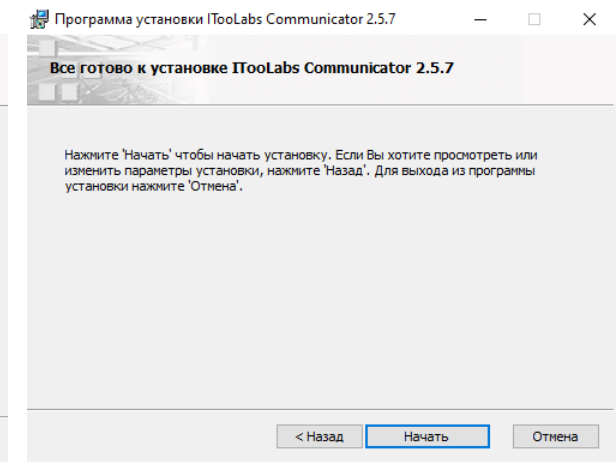 Программа установки ITooLabs Communicator 2.5.7
Все готово к установке ITooLabs Communicator 2.5.7
Нажмите 'Начать' чтобы начать установку. Если Вы хотите просмотреть или
изменить параметры установки, нажмите 'Назад'. Для выхода из программы
установки нажмите 'Отмена'.
< Назад
Начать
Отмена